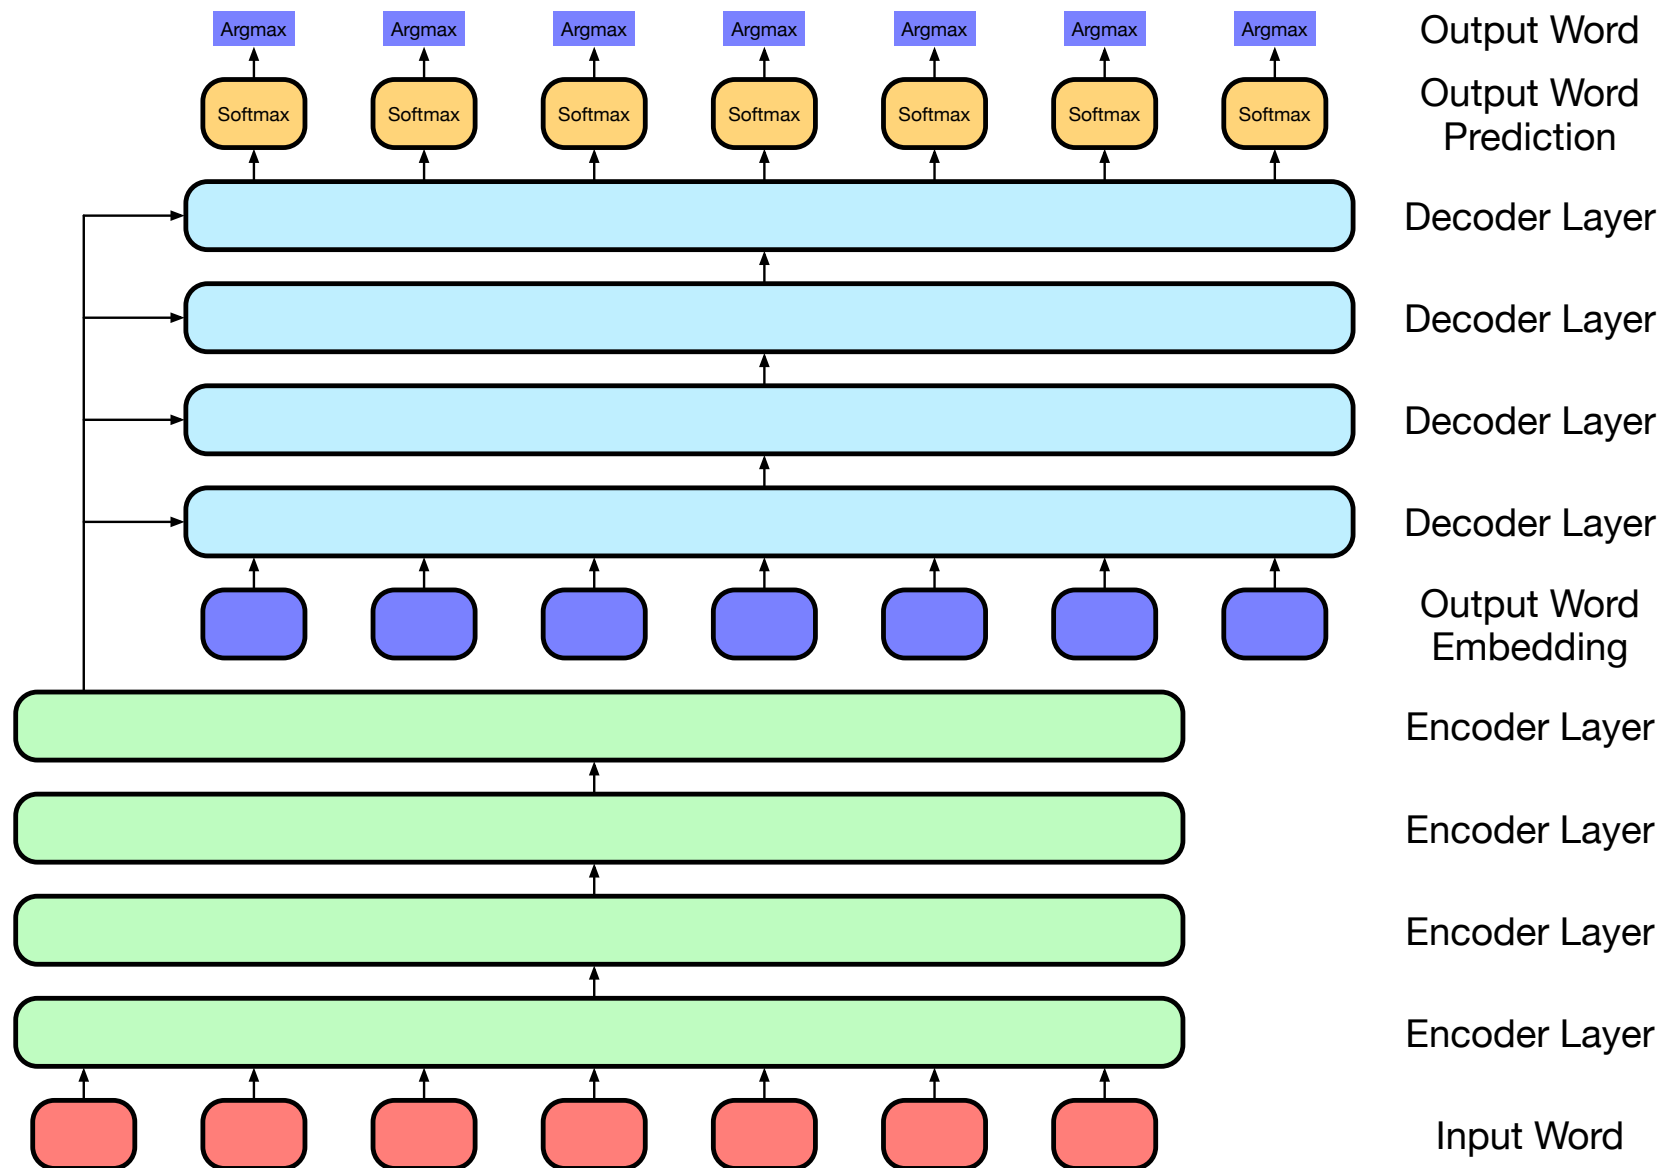 Argmax Argmax Argmax Argmax Argmax Argmax Argmax Output Word
Softmax Softmax Softmax Softmax Softmax Softmax Softmax Output Word
Prediction
Decoder Layer
Decoder Layer
Decoder Layer
Decoder Layer
Output Word
Embedding
Encoder Layer
Encoder Layer
Encoder Layer
Encoder Layer
Input Word